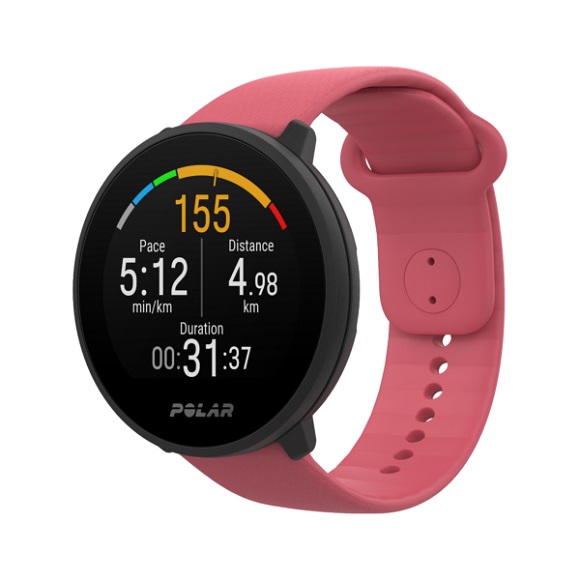 155
Pace Distance
5:12 4.98
min/km km
Duration
00:31:37
POLAR